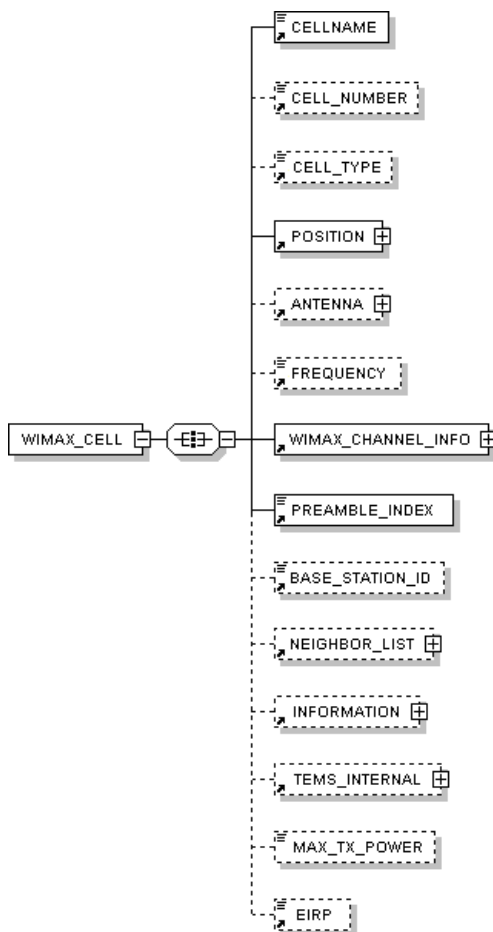 CELLNAME
CELL_NUMBER
CELL_TYPE
POSITION
ANTENNA
FREQUENCY
WIMAX_CELL
WIMAX_CHANNEL_INFO
PREAMBLE_INDEX
BASE_STATION_ID
NEIGHBOR_LIST
INFORMATION
TEMS_INTERNAL
MAX_TX_POWER
EIRP